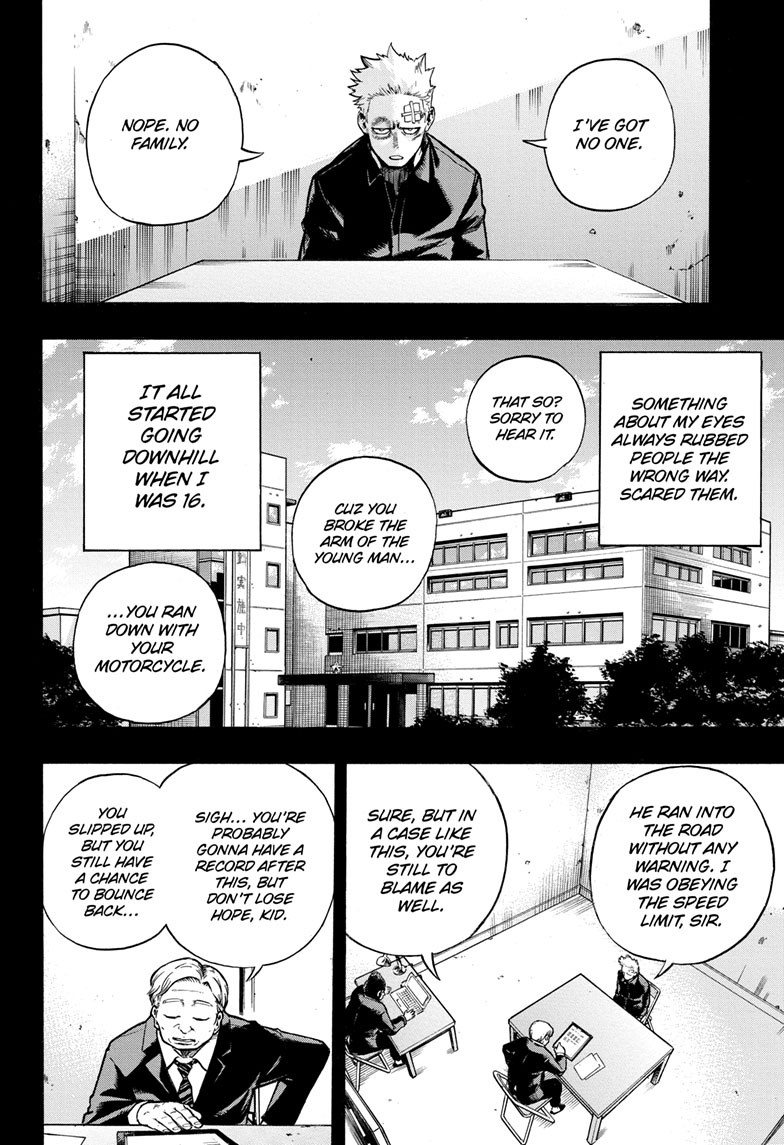 I'VE GOT
NO ONE.
NOPE. NO
FAMILY.
SOMETHING
ABOUT MY EYES
ALWAYS RUBBED
PEOPLE THE
WRONG WAY.
SCARED THEM.
THAT SO?
SORRY TO
HEAR IT.
CUZ YOU
BROKE THE
ARM OF THE
YOUNG MAN...
IT ALL
STARTED
GOING
DOWNHILL
WHEN I
WAS 16.
...YOU RAN
DOWN WITH
YOUR
MOTORCYCLE.
実施中
HE RAN INTO
THE ROAD
WITHOUT ANY
WARNING. I
WAS OBEYING
THE SPEED
LIMIT, SIR.
SURE, BUT IN
A CASE LIKE
THIS, YOU'RE
STILL TO
BLAME AS
WELL.
SIGH... YOU'RE
PROBABLY
GONNA HAVE A
RECORD AFTER
THIS, BUT
DON'T LOSE
HOPE, KID.
YOU
SLIPPED UP,
BUT YOU
STILL HAVE
A CHANCE
TO BOUNCE
BACK...